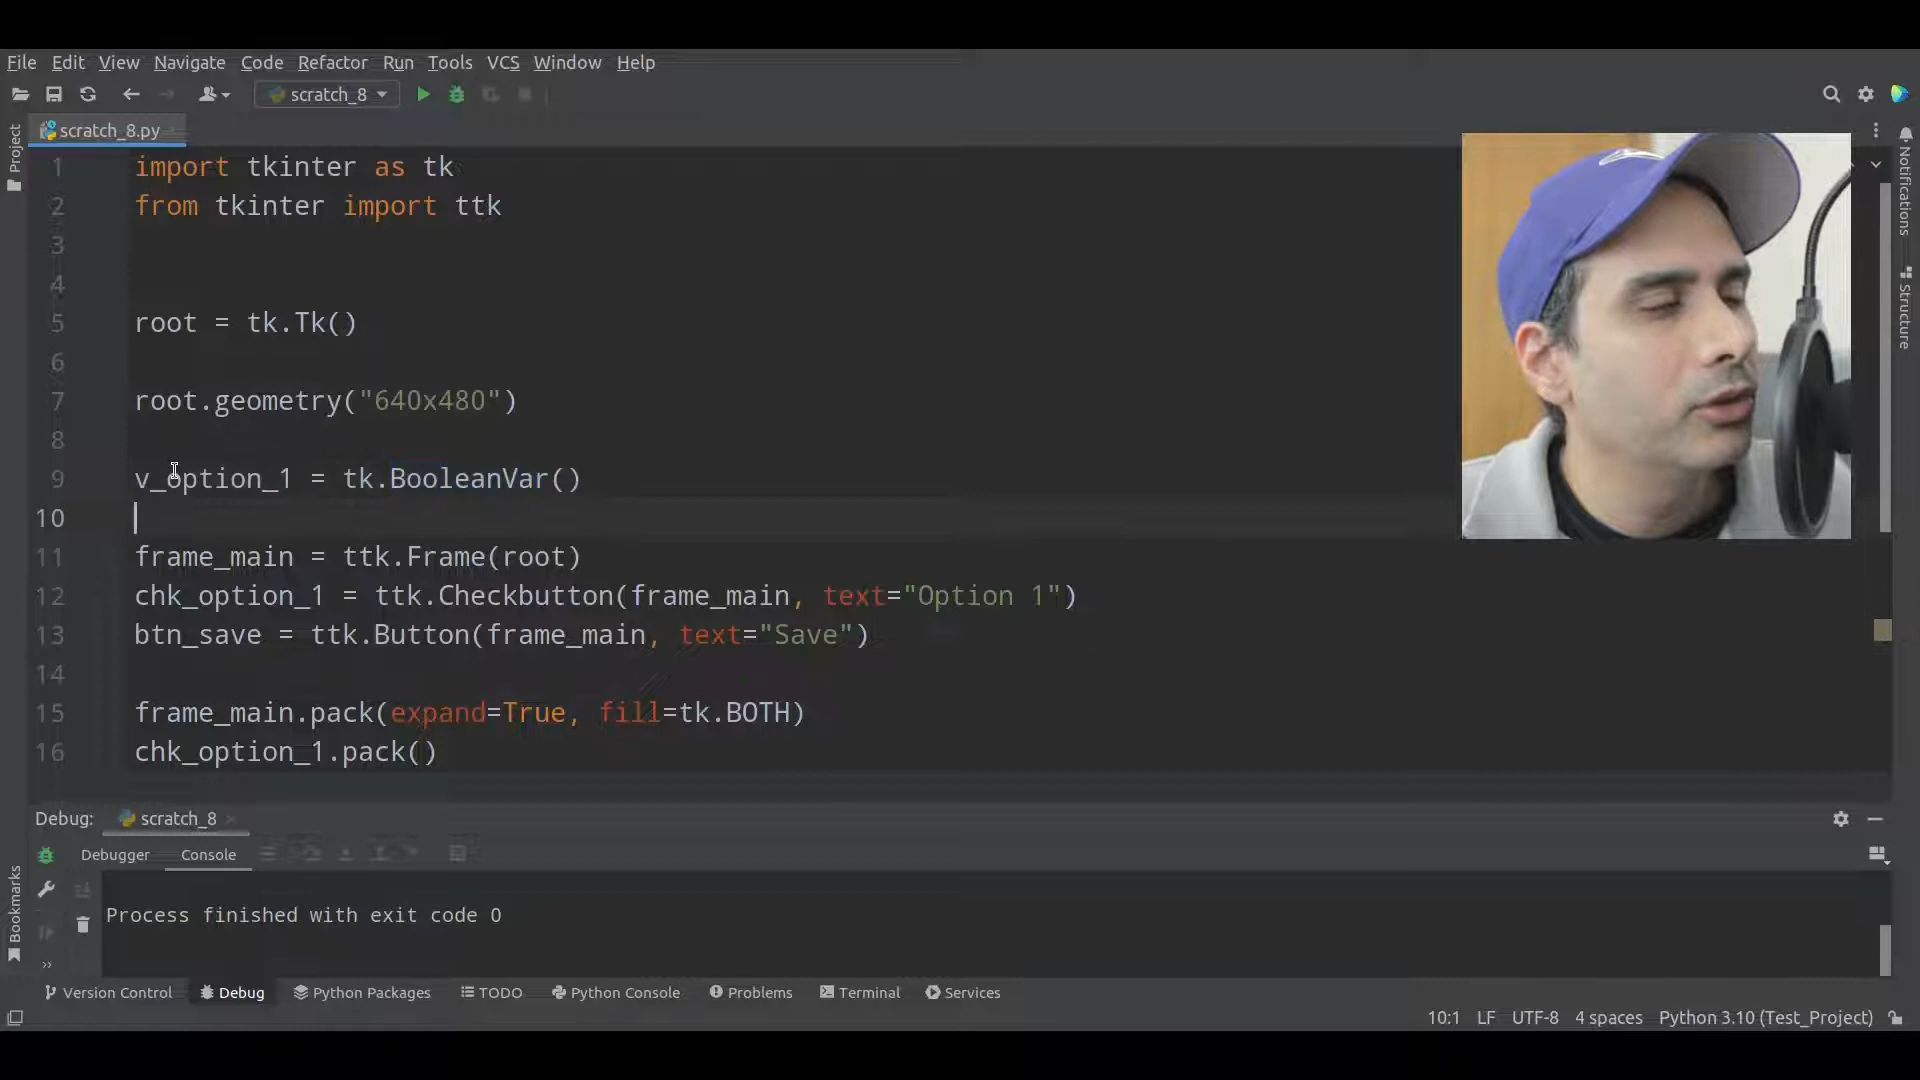 File Edit View Navigate Code Refactor Run Tools VCS Window Help
scratch_8
scratch_8.py
Project
Notifications
Structure
1 import tkinter as tk
2 from tkinter import ttk
3
4
5 root = tk.Tk()
6
7 root.geometry("640x480")
8
9 v_option_1 = tk.BooleanVar()
10
11 frame_main = ttk.Frame(root)
12 chk_option_1 = ttk.Checkbutton(frame_main, text="Option 1")
13 btn_save = ttk.Button(frame_main, text="Save")
14
15 frame_main.pack(expand=True, fill=tk.BOTH)
16 chk_option_1.pack()
Debug: scratch_8
Debugger Console
Bookmarks
Process finished with exit code 0
Version Control Debug Python Packages TODO Python Console Problems Terminal Services
10:1 LF UTF-8 4 spaces Python 3.10 (Test_Project)